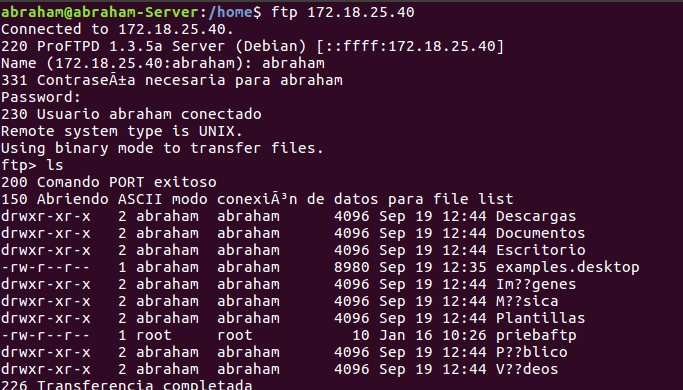 abraham@abraham-Server:/home$ ftp 172.18.25.40
Connected to 172.18.25.40.
220 ProFTPD 1.3.5a Server (Debian) [::ffff:172.18.25.40]
Name (172.18.25.40:abraham): abraham
331 ContraseÃ±a necesaria para abraham
Password:
230 Usuario abraham conectado
Remote system type is UNIX.
Using binary mode to transfer files.
ftp> ls
200 Comando PORT exitoso
150 Abriendo ASCII modo conexiÃ³n de datos para file list
drwxr-xr-x   2 abraham  abraham      4096 Sep 19 12:44 Descargas
drwxr-xr-x   2 abraham  abraham      4096 Sep 19 12:44 Documentos
drwxr-xr-x   2 abraham  abraham      4096 Sep 19 12:44 Escritorio
-rw-r--r--   1 abraham  abraham      8980 Sep 19 12:35 examples.desktop
drwxr-xr-x   2 abraham  abraham      4096 Sep 19 12:44 Im??genes
drwxr-xr-x   2 abraham  abraham      4096 Sep 19 12:44 M??sica
drwxr-xr-x   2 abraham  abraham      4096 Sep 19 12:44 Plantillas
-rw-r--r--   1 root     root           10 Jan 16 10:26 priebaftp
drwxr-xr-x   2 abraham  abraham      4096 Sep 19 12:44 P??blico
drwxr-xr-x   2 abraham  abraham      4096 Sep 19 12:44 V??deos
226 Transferencia completada